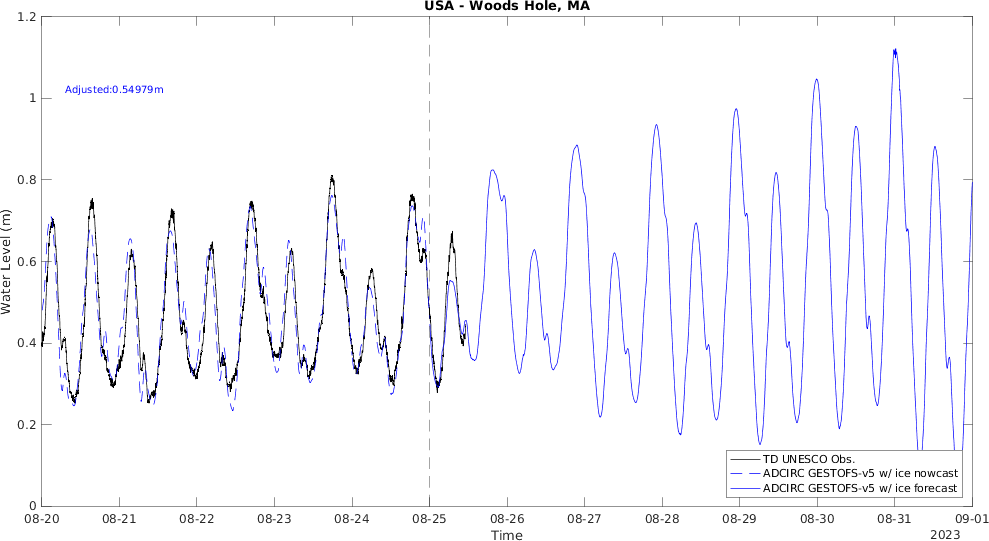 USA - Woods Hole, MA
1.2
1
0.8
0.6
0.4
0.2
0
Water Level (m)
Adjusted:0.54979m
TD UNESCO Obs.
ADCIRC GESTOFS-v5 w/ ice nowcast
ADCIRC GESTOFS-v5 w/ ice forecast
08-20 08-21 08-22 08-23 08-24 08-25 08-26 08-27 08-28 08-29 08-30 08-31 09-01
Time
2023